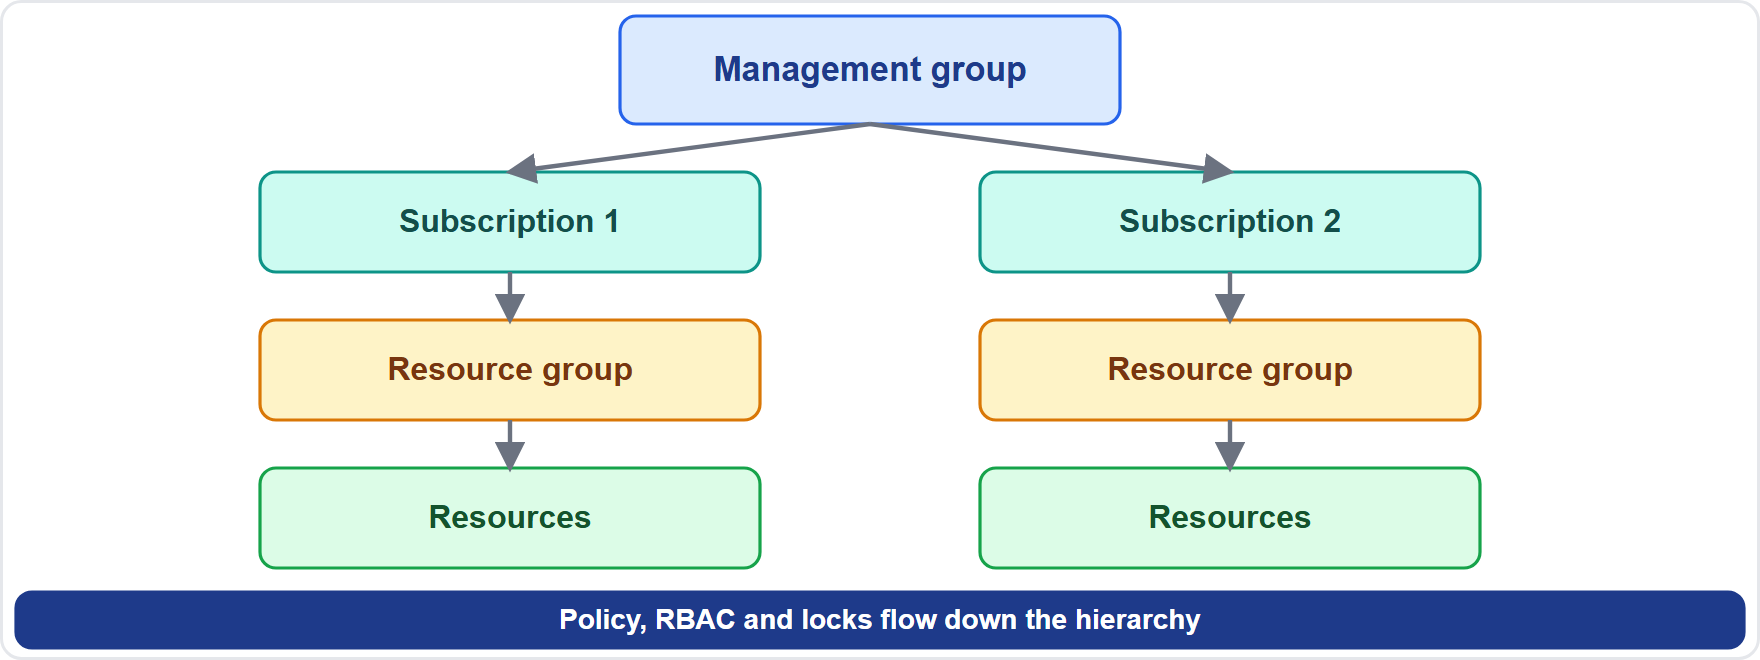 Management group
Subscription 1
Subscription 2
Resource group
Resource group
Resources
Resources
Policy, RBAC and locks flow down the hierarchy